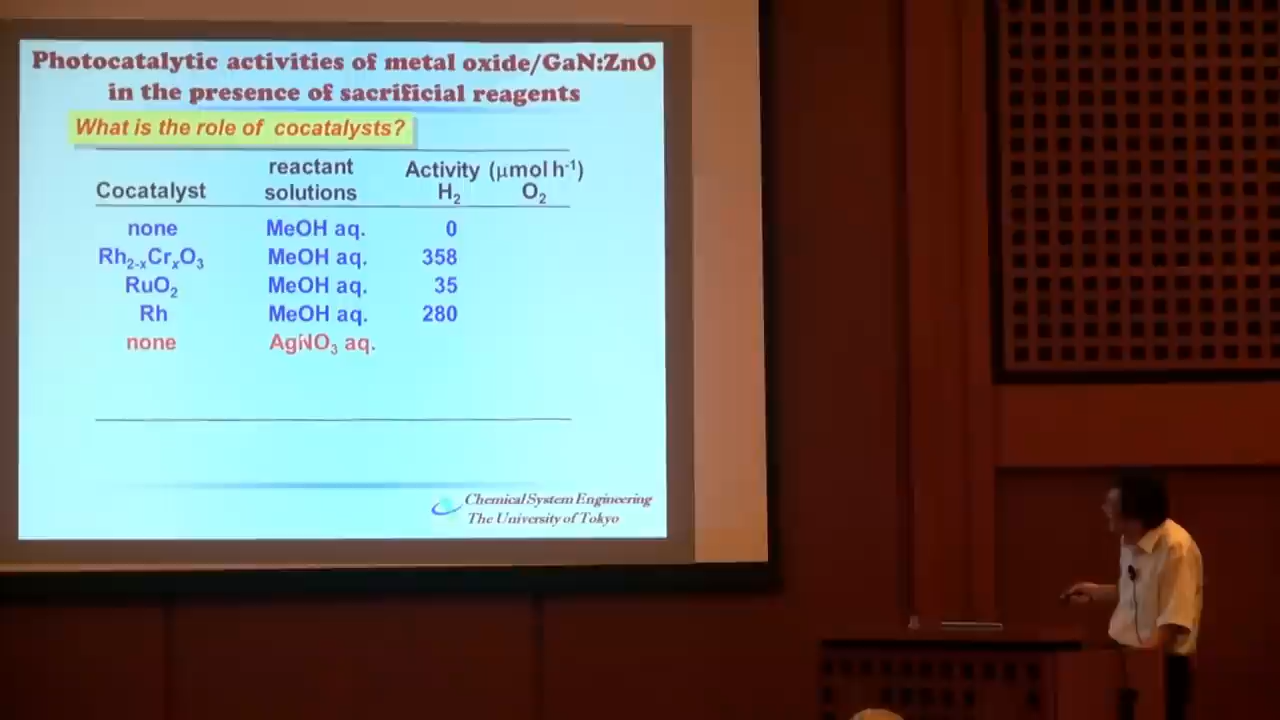 Photocatalytic activities of metal oxide/GaN:ZnO
in the presence of sacrificial reagents
What is the role of cocatalysts?
Cocatalyst reactant solutions Activity (μmol h⁻¹)
H₂ O₂
none MeOH aq. 0
Rh₂₋ₓCrₓO₃ MeOH aq. 358
RuO₂ MeOH aq. 35
Rh MeOH aq. 280
none AgNO₃ aq.
Chemical System Engineering
The University of Tokyo